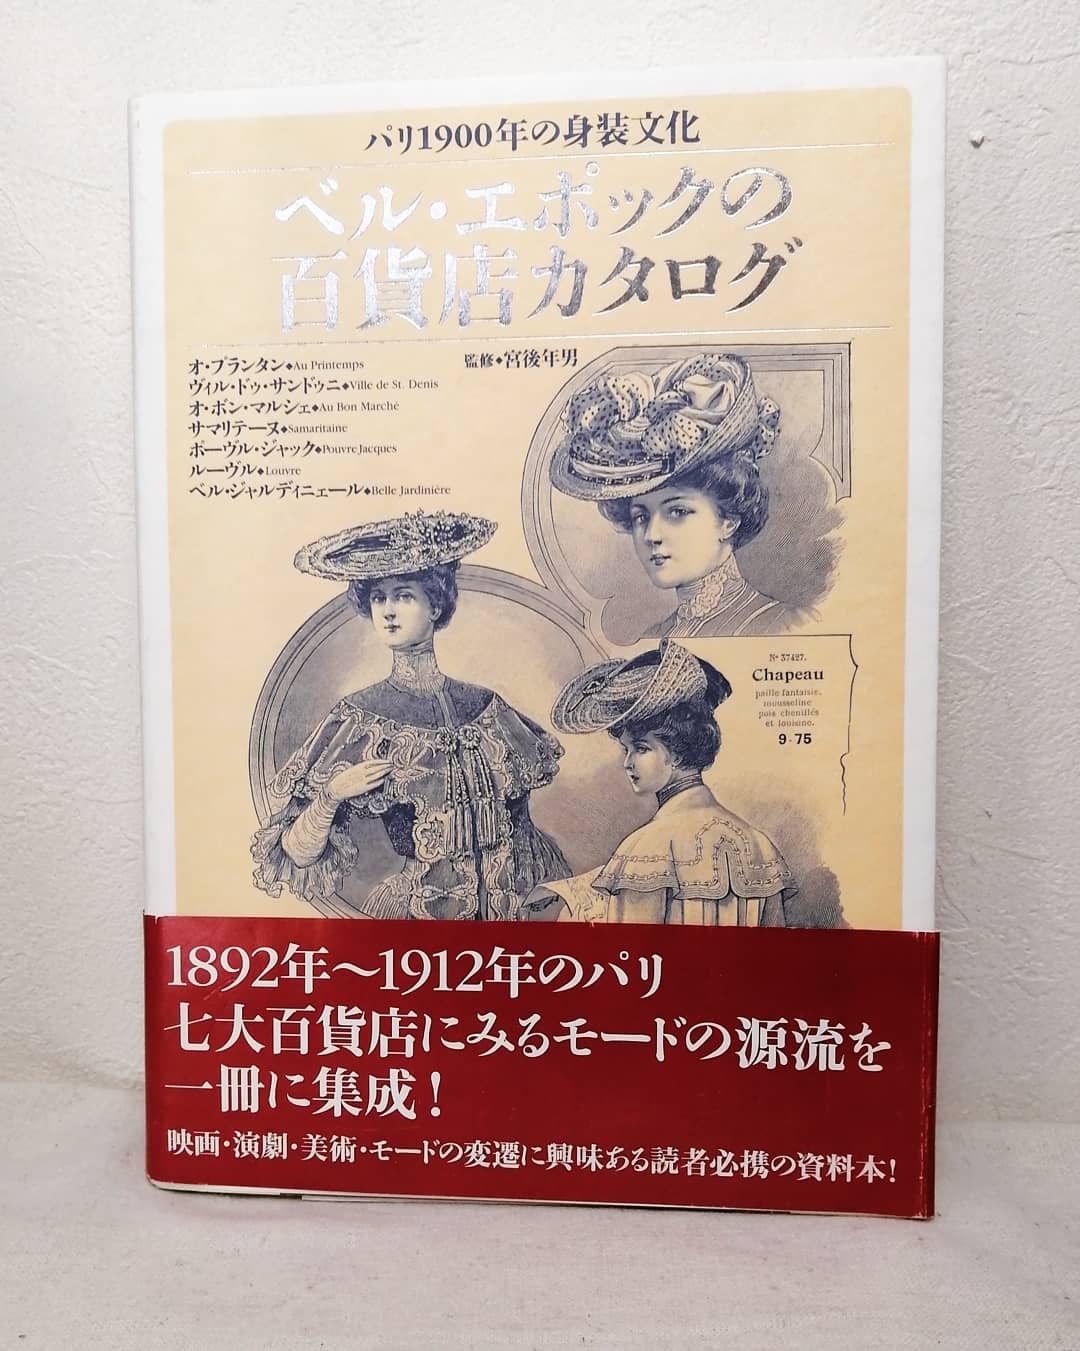 パリ1900年の身装文化
ベル・エポックの
百貨店カタログ
オ・プランタン◆Au Printemps
ヴィル・ドゥ・サンドゥニ◆Ville de St. Denis
オ・ボン・マルシェ◆Au Bon Marché
サマリテーヌ◆Samaritaine
ポーヴル・ジャック◆Pouvre Jacques
ルーヴル◆Louvre
ベル・ジャルディニェール◆Belle Jardinière
監修◆宮後年男
Nº 37427.
Chapeau
paille fantaisie,
mousseline
pois chenillés
et louisine.
9.75
1892年〜1912年のパリ
七大百貨店にみるモードの源流を
一冊に集成！
映画・演劇・美術・モードの変遷に興味ある読者必携の資料本！